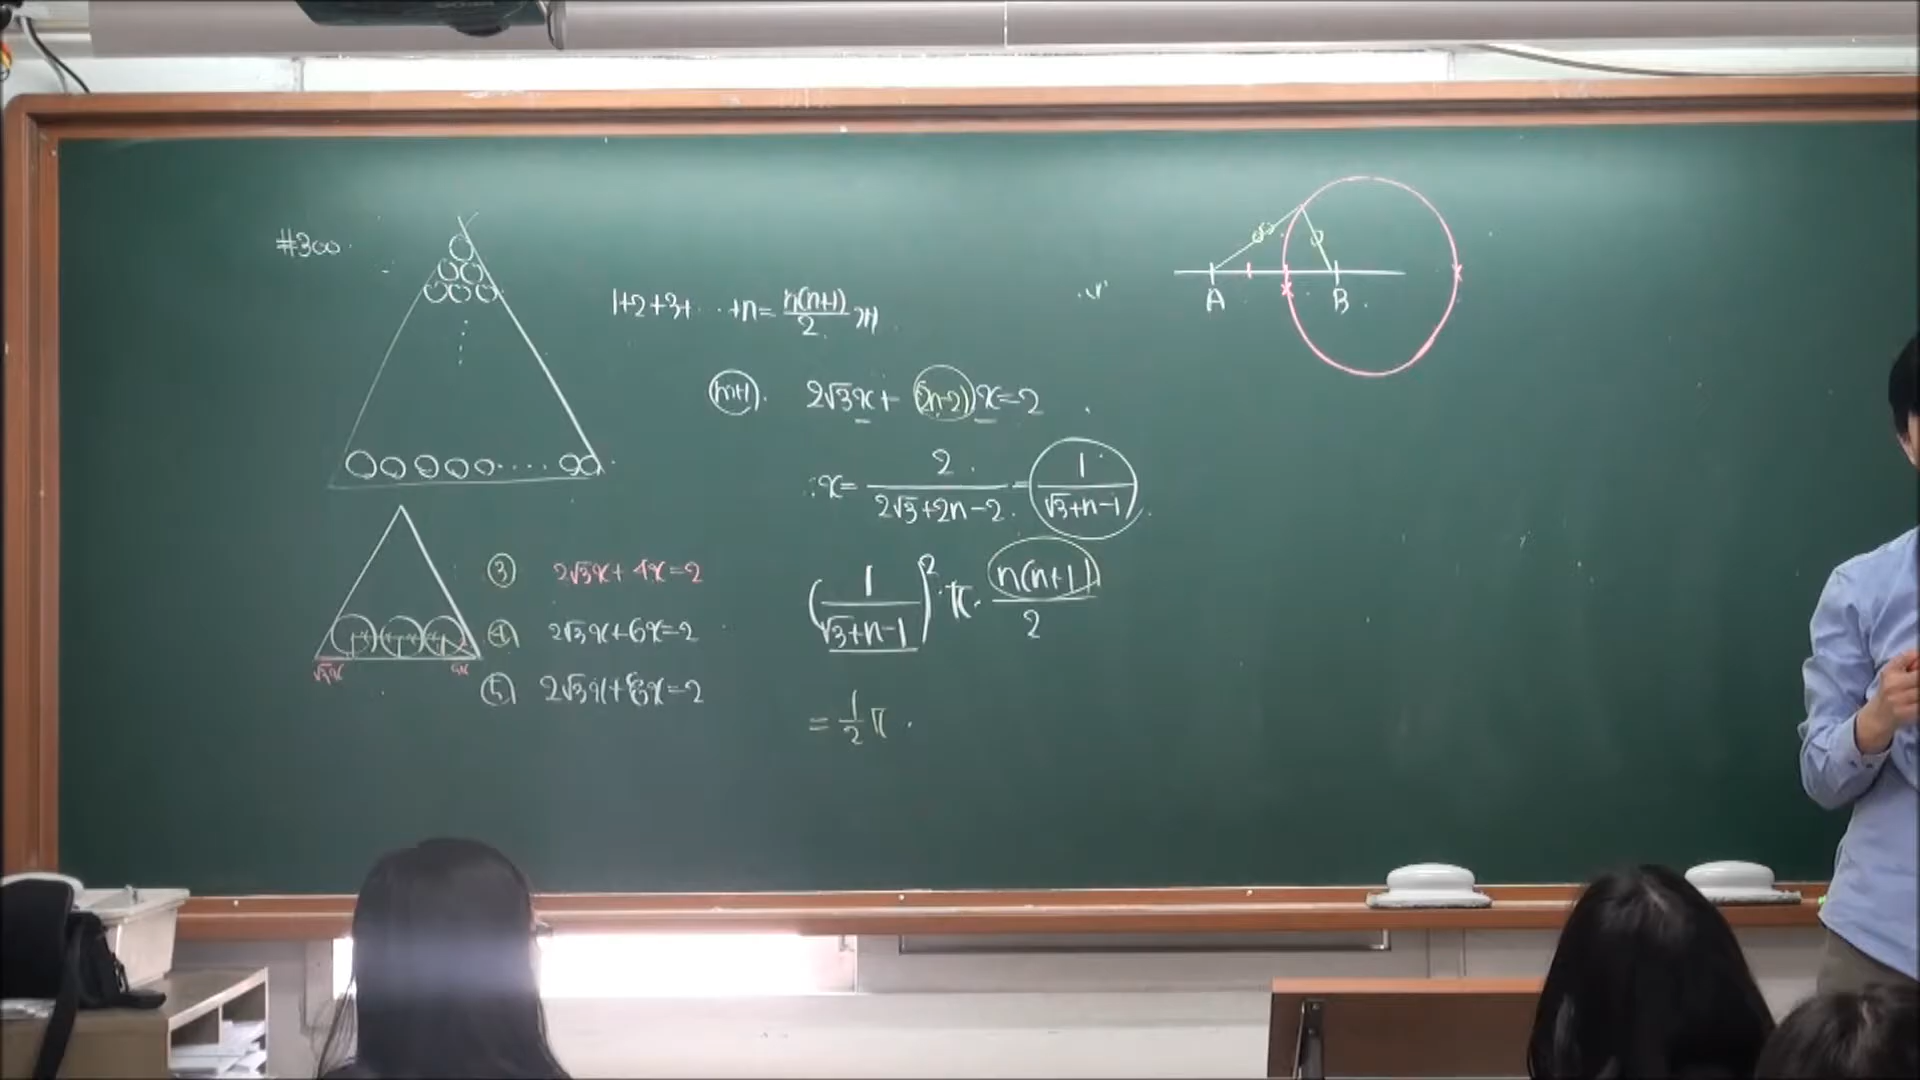 #300.
1+2+3+ ... +n = n(n+1)/2 개
2√3x + (2n-2)x = 2
∴ x = 2/(2√3+2n-2) = 1/(√3+n-1)
③ 2√3x + 4x = 2
④ 2√3x + 6x = 2
⑤ 2√3x + 8x = 2
√3x
(1/(√3+n-1))² · π · n(n+1)/2
= 1/2 π.
A B